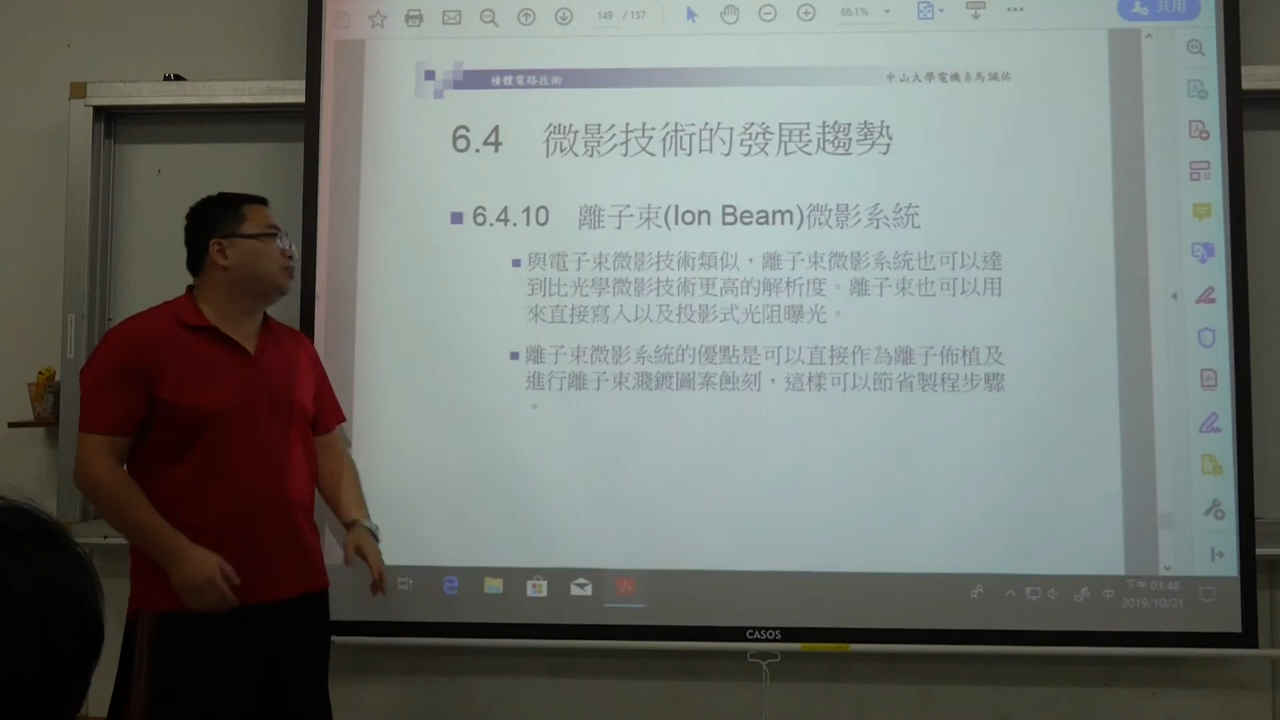 149 / 157
66.1%
共用
積體電路技術
中山大學電機系馬誠佑
6.4 微影技術的發展趨勢
6.4.10 離子束(Ion Beam)微影系統
與電子束微影技術類似，離子束微影系統也可以達
到比光學微影技術更高的解析度。離子束也可以用
來直接寫入以及投影式光阻曝光。
離子束微影系統的優點是可以直接作為離子佈植及
進行離子束濺鍍圖案蝕刻，這樣可以節省製程步驟
。
中
下午 03:48
2019/10/21
CASOS